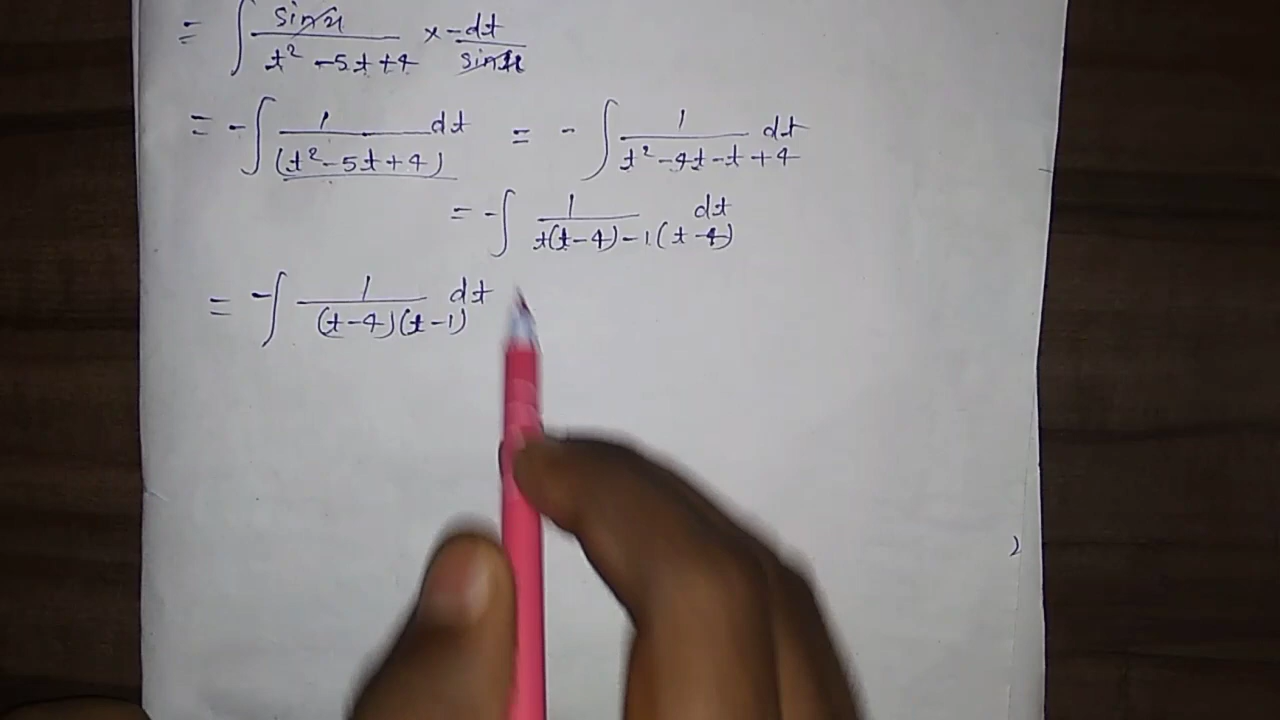 = ∫ sinx / t² -5t+4 × -dt / sinx
= -∫ 1 / (t²-5t+4) dt = -∫ 1 / t²-4t-t+4 dt
= -∫ 1 / t(t-4)-1(t-4) dt
= -∫ 1 / (t-4)(t-1) dt